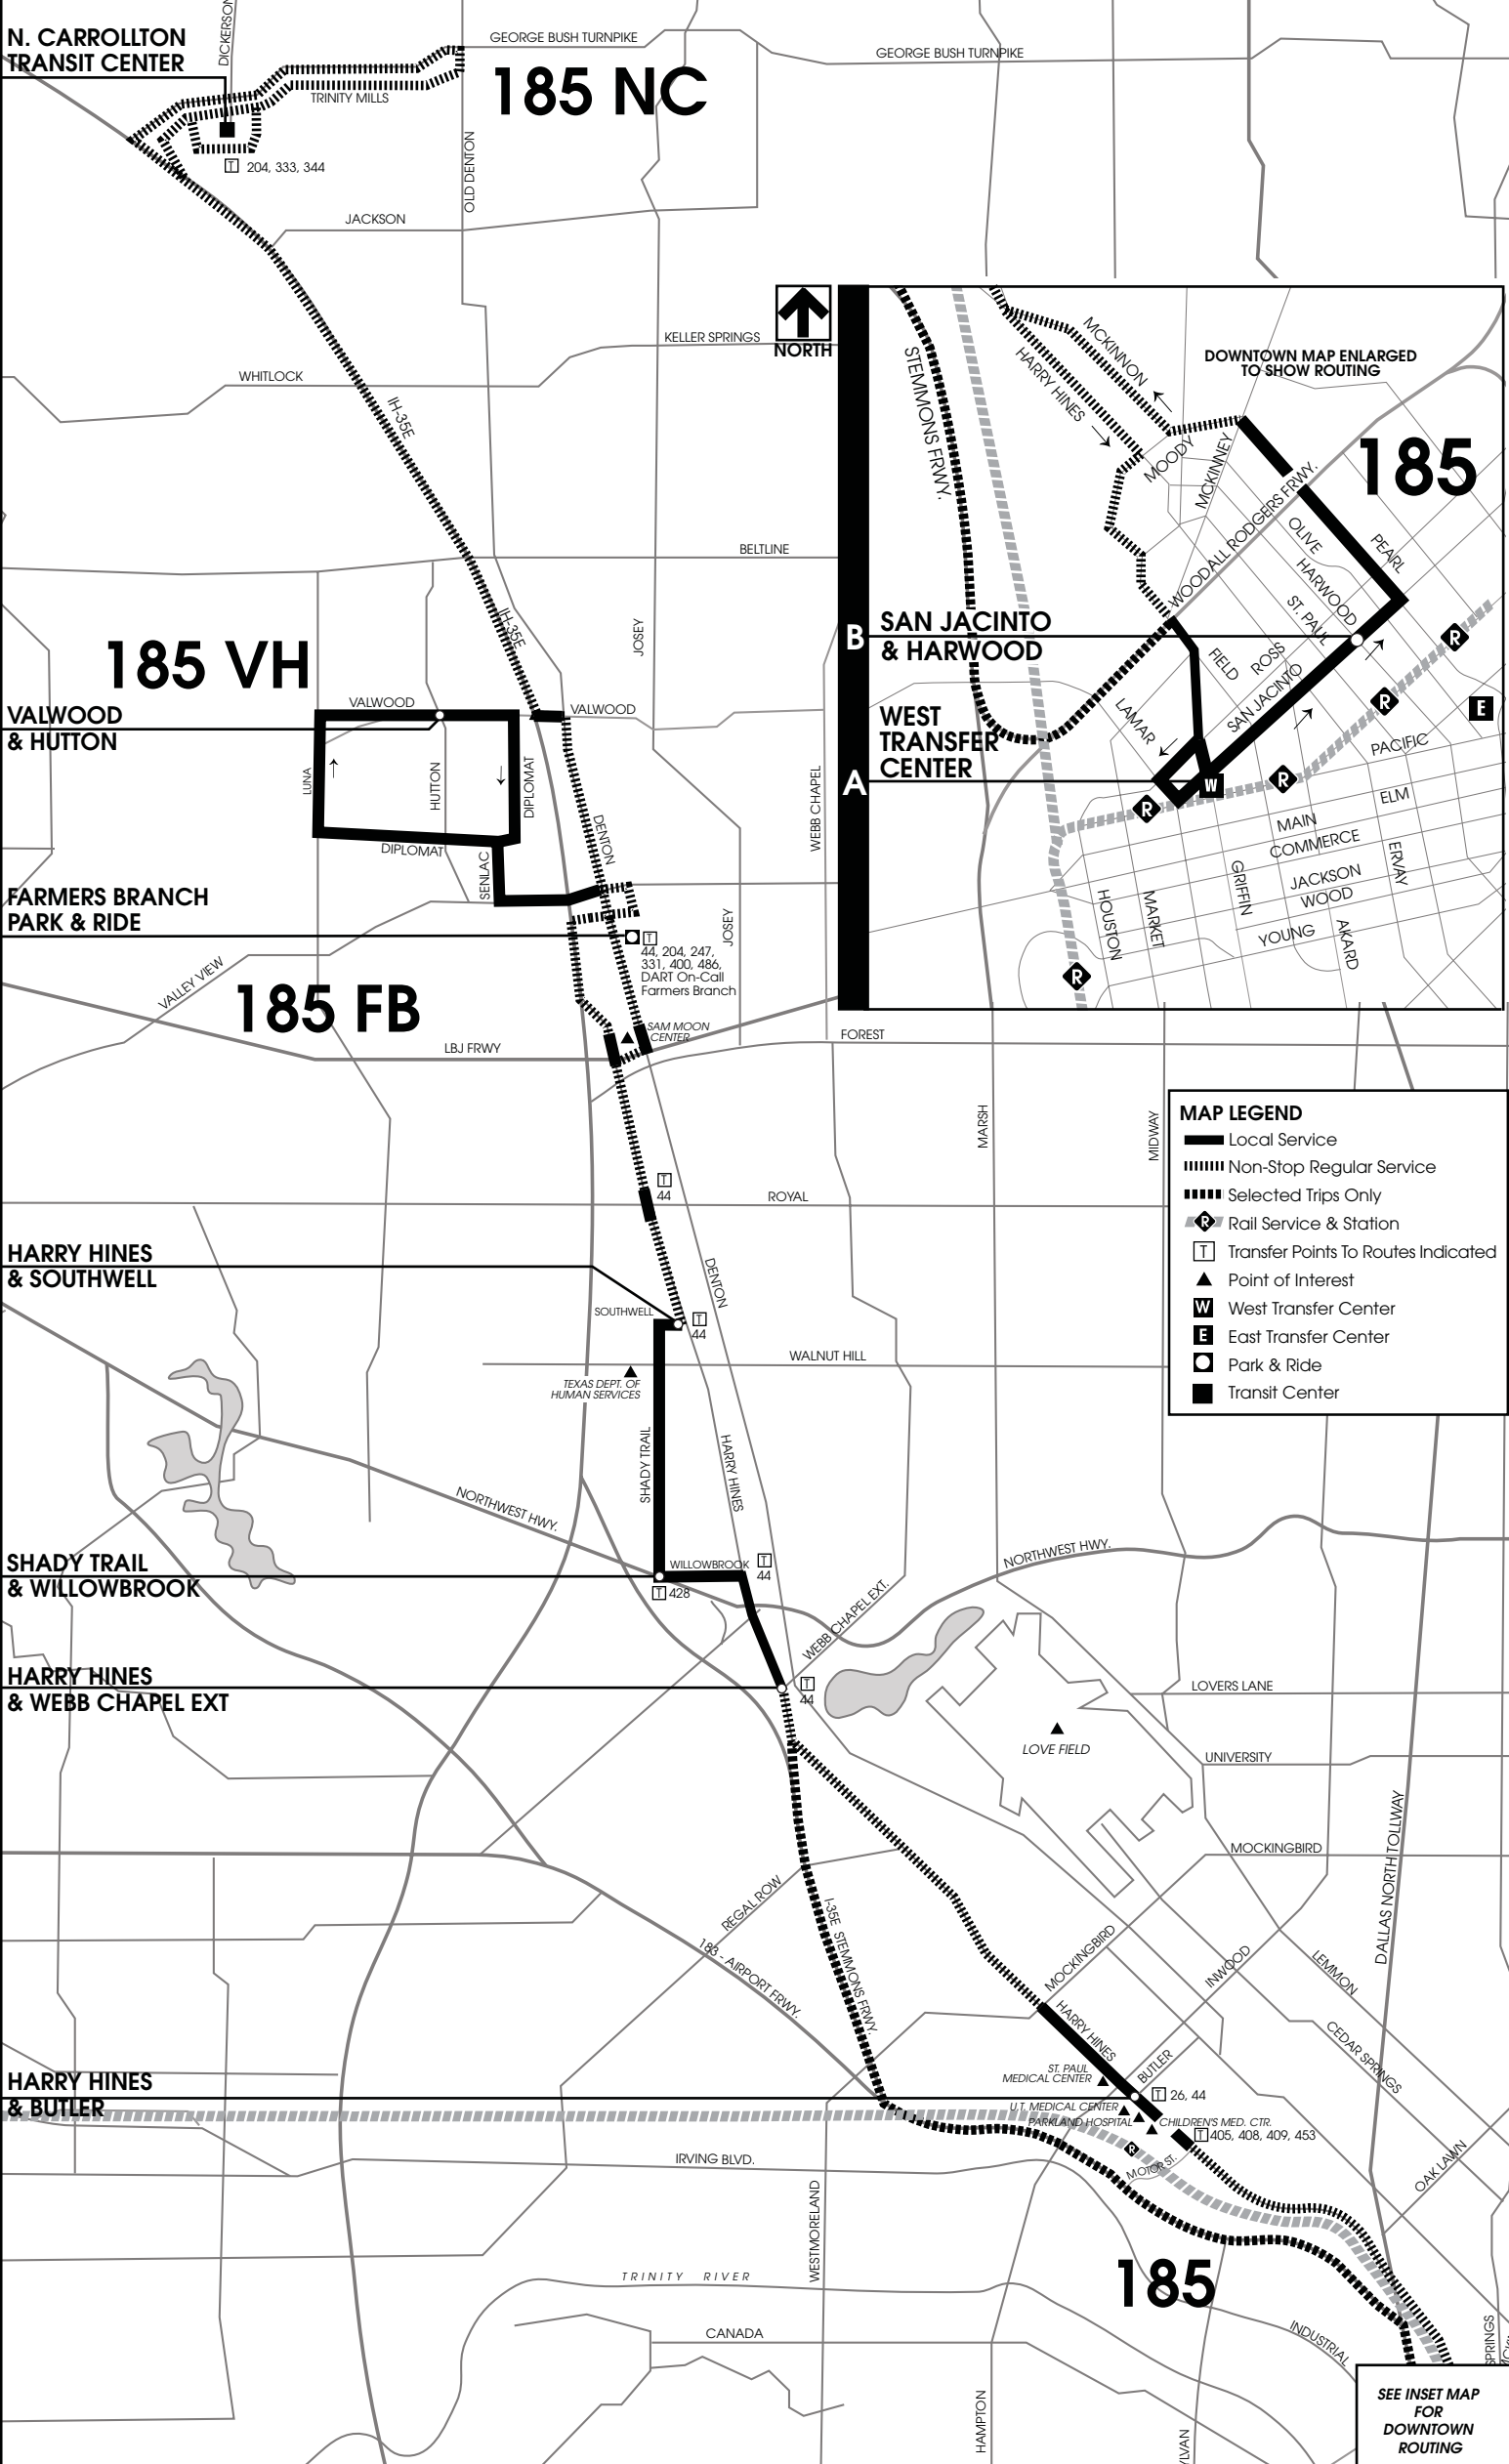 N. CARROLLTON
TRANSIT CENTER
DICKERSON
GEORGE BUSH TURNPIKE
GEORGE BUSH TURNPIKE
185 NC
TRINITY MILLS
OLD DENTON
T 204, 333, 344
JACKSON
KELLER SPRINGS
WHITLOCK
IH-35E
BELTLINE
IH-35E
JOSEY
185 VH
VALWOOD
& HUTTON
VALWOOD
VALWOOD
LUNA
HUTTON
DIPLOMAT
DIPLOMAT
SENLAC
DENTON
WEBB CHAPEL
JOSEY
FARMERS BRANCH
PARK & RIDE
T
44, 204, 247,
331, 400, 486,
DART On-Call
Farmers Branch
VALLEY VIEW
185 FB
SAM MOON
CENTER
LBJ FRWY
FOREST
NORTH
DOWNTOWN MAP ENLARGED
TO SHOW ROUTING
185
STEMMONS FRWY.
HARRY HINES
MCKINNON
MOODY
MCKINNEY
WOODALL RODGERS FRWY.
OLIVE
HARWOOD
ST. PAUL
PEARL
B
SAN JACINTO
& HARWOOD
FIELD
ROSS
SAN JACINTO
LAMAR
A
WEST
TRANSFER
CENTER
W
E
R
R
R
R
R
PACIFIC
ELM
MAIN
COMMERCE
JACKSON
WOOD
YOUNG
HOUSTON
MARKET
GRIFFIN
ERVAY
AKARD
MARSH
MIDWAY
MAP LEGEND
Local Service
Non-Stop Regular Service
Selected Trips Only
R Rail Service & Station
T Transfer Points To Routes Indicated
Point of Interest
W West Transfer Center
E East Transfer Center
Park & Ride
Transit Center
T
44
ROYAL
HARRY HINES
& SOUTHWELL
DENTON
SOUTHWELL
T
44
WALNUT HILL
TEXAS DEPT. OF
HUMAN SERVICES
SHADY TRAIL
HARRY HINES
NORTHWEST HWY.
NORTHWEST HWY.
SHADY TRAIL
& WILLOWBROOK
WILLOWBROOK
T
44
T 428
WEBB CHAPEL EXT.
HARRY HINES
& WEBB CHAPEL EXT
T
44
LOVERS LANE
LOVE FIELD
UNIVERSITY
DALLAS NORTH TOLLWAY
MOCKINGBIRD
REGAL ROW
183 - AIRPORT FRWY.
I-35E STEMMONS FRWY.
MOCKINGBIRD
INWOOD
LEMMON
HARRY HINES
BUTLER
CEDAR SPRINGS
HARRY HINES
& BUTLER
ST. PAUL
MEDICAL CENTER
T 26, 44
U.T. MEDICAL CENTER
PARKLAND HOSPITAL
CHILDREN'S MED. CTR.
T 405, 408, 409, 453
R
MOTOR ST.
OAK LAWN
IRVING BLVD.
WESTMORELAND
185
TRINITY RIVER
CANADA
INDUSTRIAL
HAMPTON
LVAN
SPRINGS
SEE INSET MAP
FOR
DOWNTOWN
ROUTING